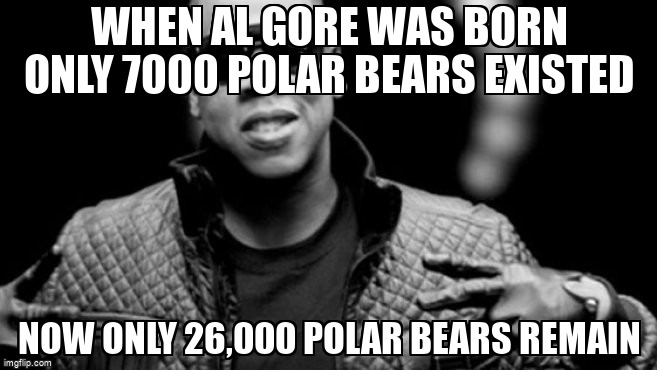 WHEN AL GORE WAS BORN
ONLY 7000 POLAR BEARS EXISTED
NOW ONLY 26,000 POLAR BEARS REMAIN
imgflip.com